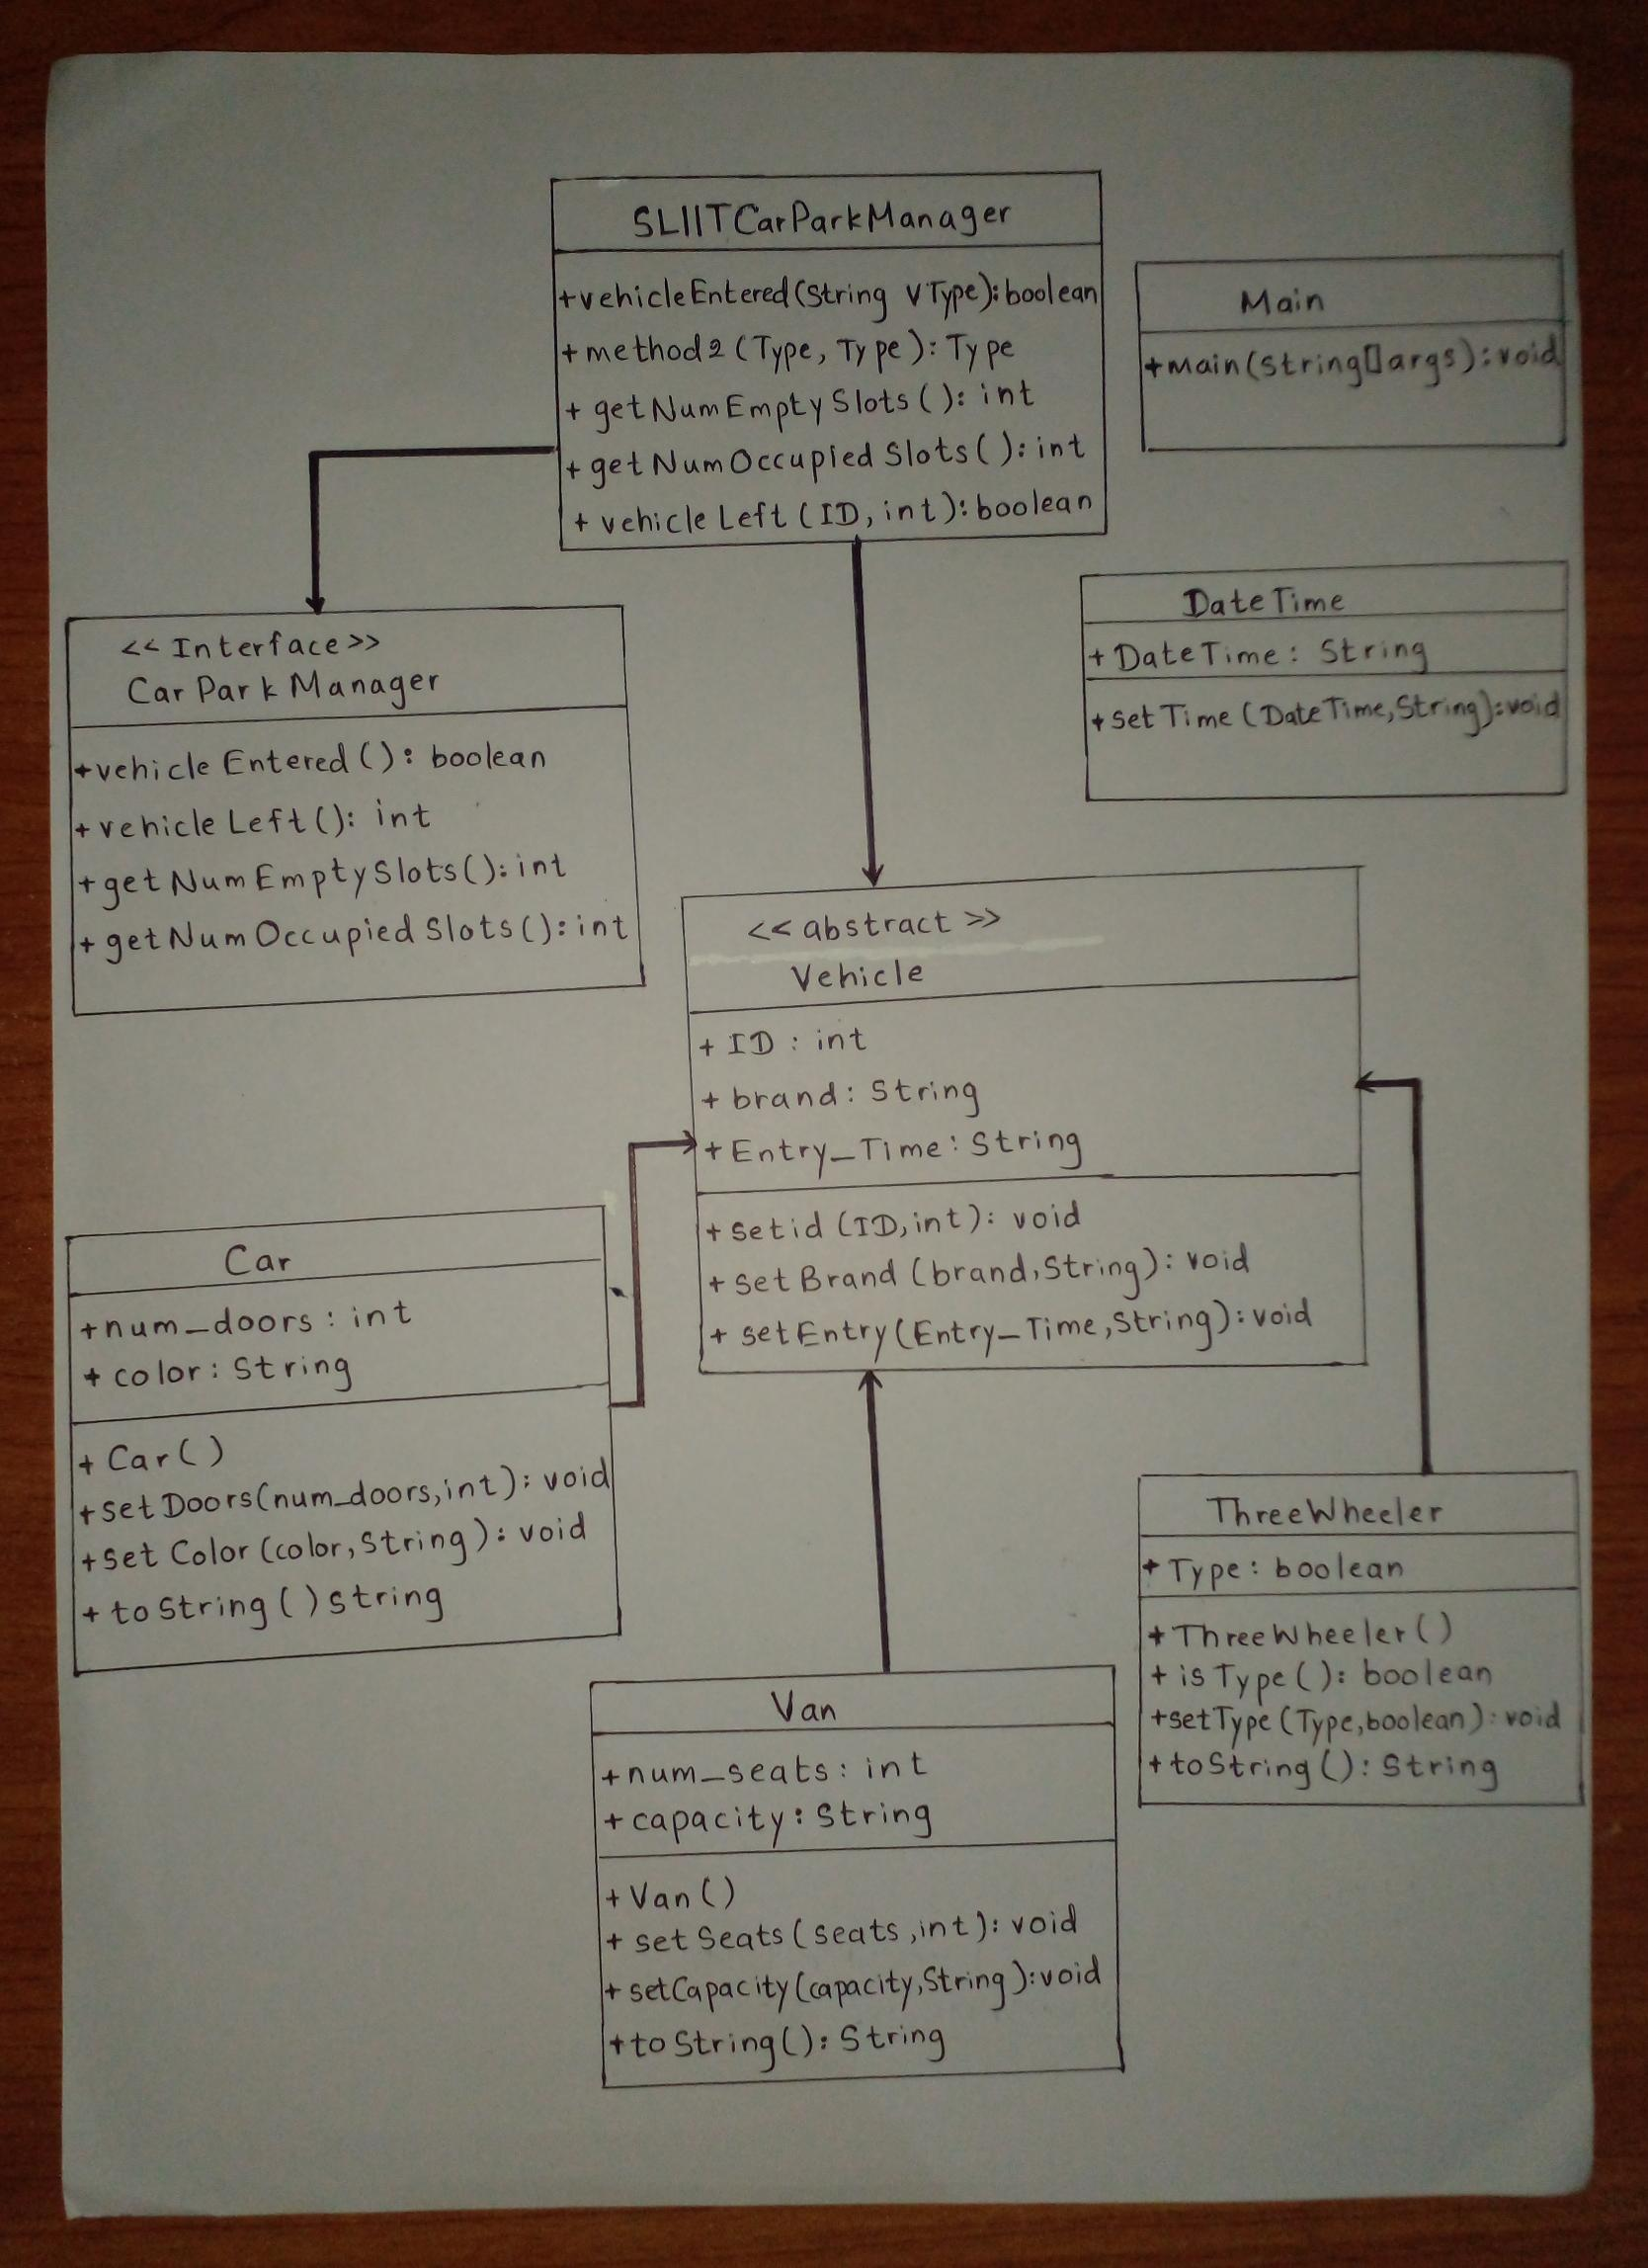 SLIITCarParkManager
+vehicleEntered(String VType):boolean
+method2(Type, Type): Type
+ getNumEmptySlots(): int
+ getNumOccupiedSlots(): int
+ vehicleLeft(ID, int): boolean
Main
+main(String[]args):void
DateTime
+ DateTime: String
+ setTime(DateTime,String):void
<<Interface>>
CarParkManager
+vehicleEntered(): boolean
+ vehicleLeft(): int
+ getNumEmptySlots():int
+ getNumOccupiedSlots():int
<<abstract>>
Vehicle
+ ID : int
+ brand: String
+ Entry_Time: String
+ setid (ID,int): void
+ setBrand (brand,String): void
+ setEntry(Entry_Time,String):void
Car
+num_doors : int
+ color: String
+ Car()
+setDoors(num_doors,int): void
+set Color(color,String): void
+ toString()String
ThreeWheeler
+ Type: boolean
+ ThreeWheeler()
+ isType(): boolean
+setType(Type,boolean): void
+toString(): String
Van
+num_seats: int
+capacity: String
+Van()
+ setSeats(seats,int): void
+ setCapacity(capacity,String):void
+toString(): String